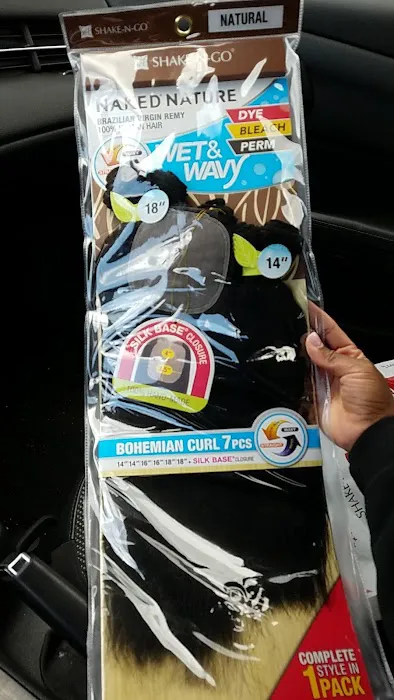 SHAKE-N-GO
NATURAL
SHAKE-N-GO
NAKED NATURE
BRAZILIAN VIRGIN REMY
100% HUMAN HAIR
DYE
BLEACH
PERM
WET&
WAVY
18"
14"
SILK BASE CLOSURE
BOHEMIAN CURL 7PCS
14"14"16"16"18"18" + SILK BASE CLOSURE
SHAKE
COMPLETE
STYLE IN
1 PACK